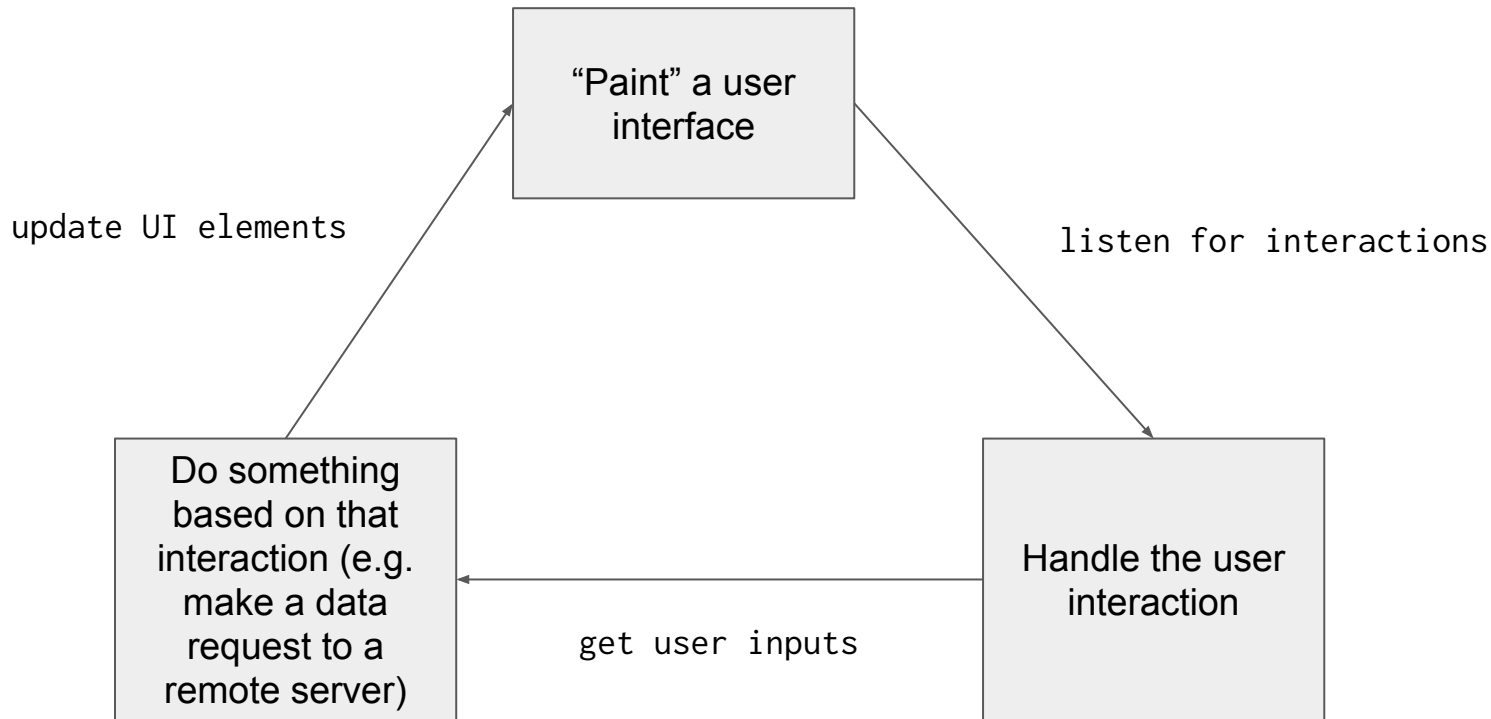 “Paint” a user
interface
update UI elements
listen for interactions
Do something
based on that
interaction (e.g.
make a data
request to a
remote server)
Handle the user
interaction
get user inputs